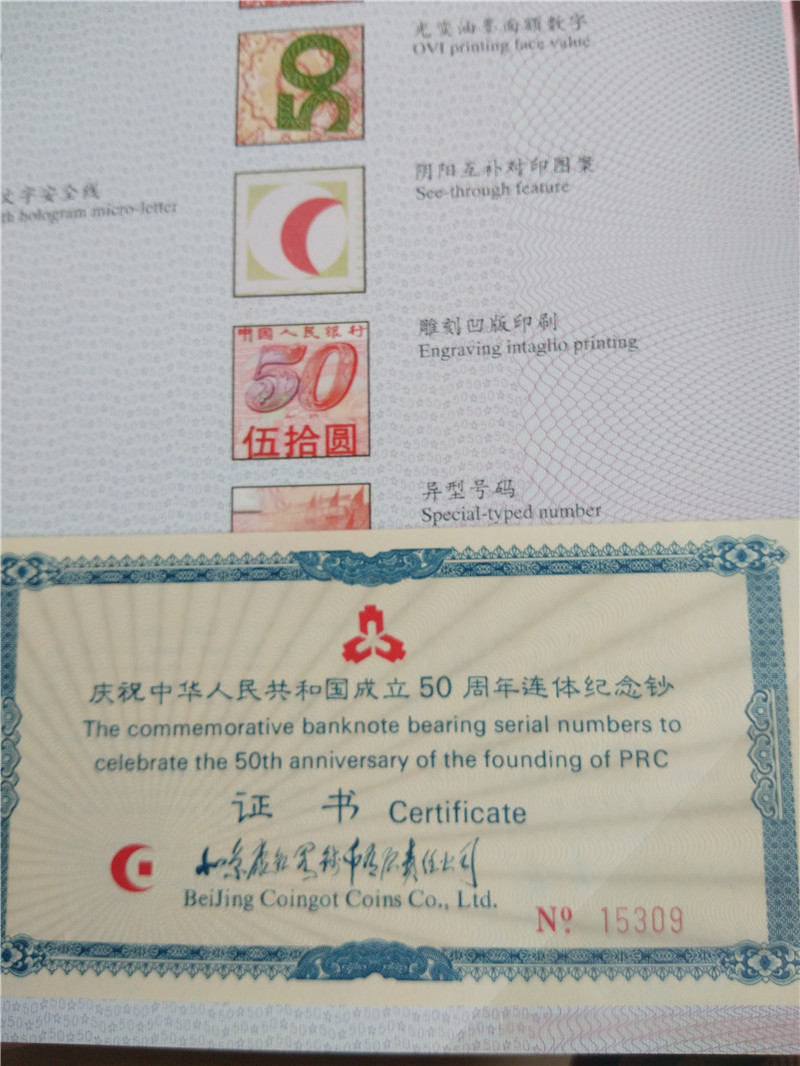 50
光变油墨面额数字
OVI printing face value
阴阳互补对印图案
See-through feature
文字安全线
th hologram micro-letter
雕刻凹版印刷
Engraving intaglio printing
中国人民银行
50
伍拾圆
异型号码
Special-typed number
庆祝中华人民共和国成立50周年连体纪念钞
The commemorative banknote bearing serial numbers to
celebrate the 50th anniversary of the founding of PRC
证 书 Certificate
BeiJing Coingot Coins Co., Ltd.
Nº 15309